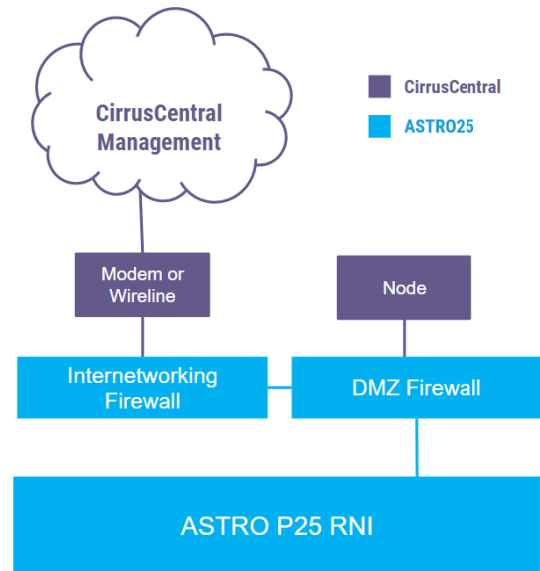 CirrusCentral
Management
CirrusCentral
ASTRO25
Modem or
Wireline
Node
Internetworking
Firewall
DMZ Firewall
ASTRO P25 RNI